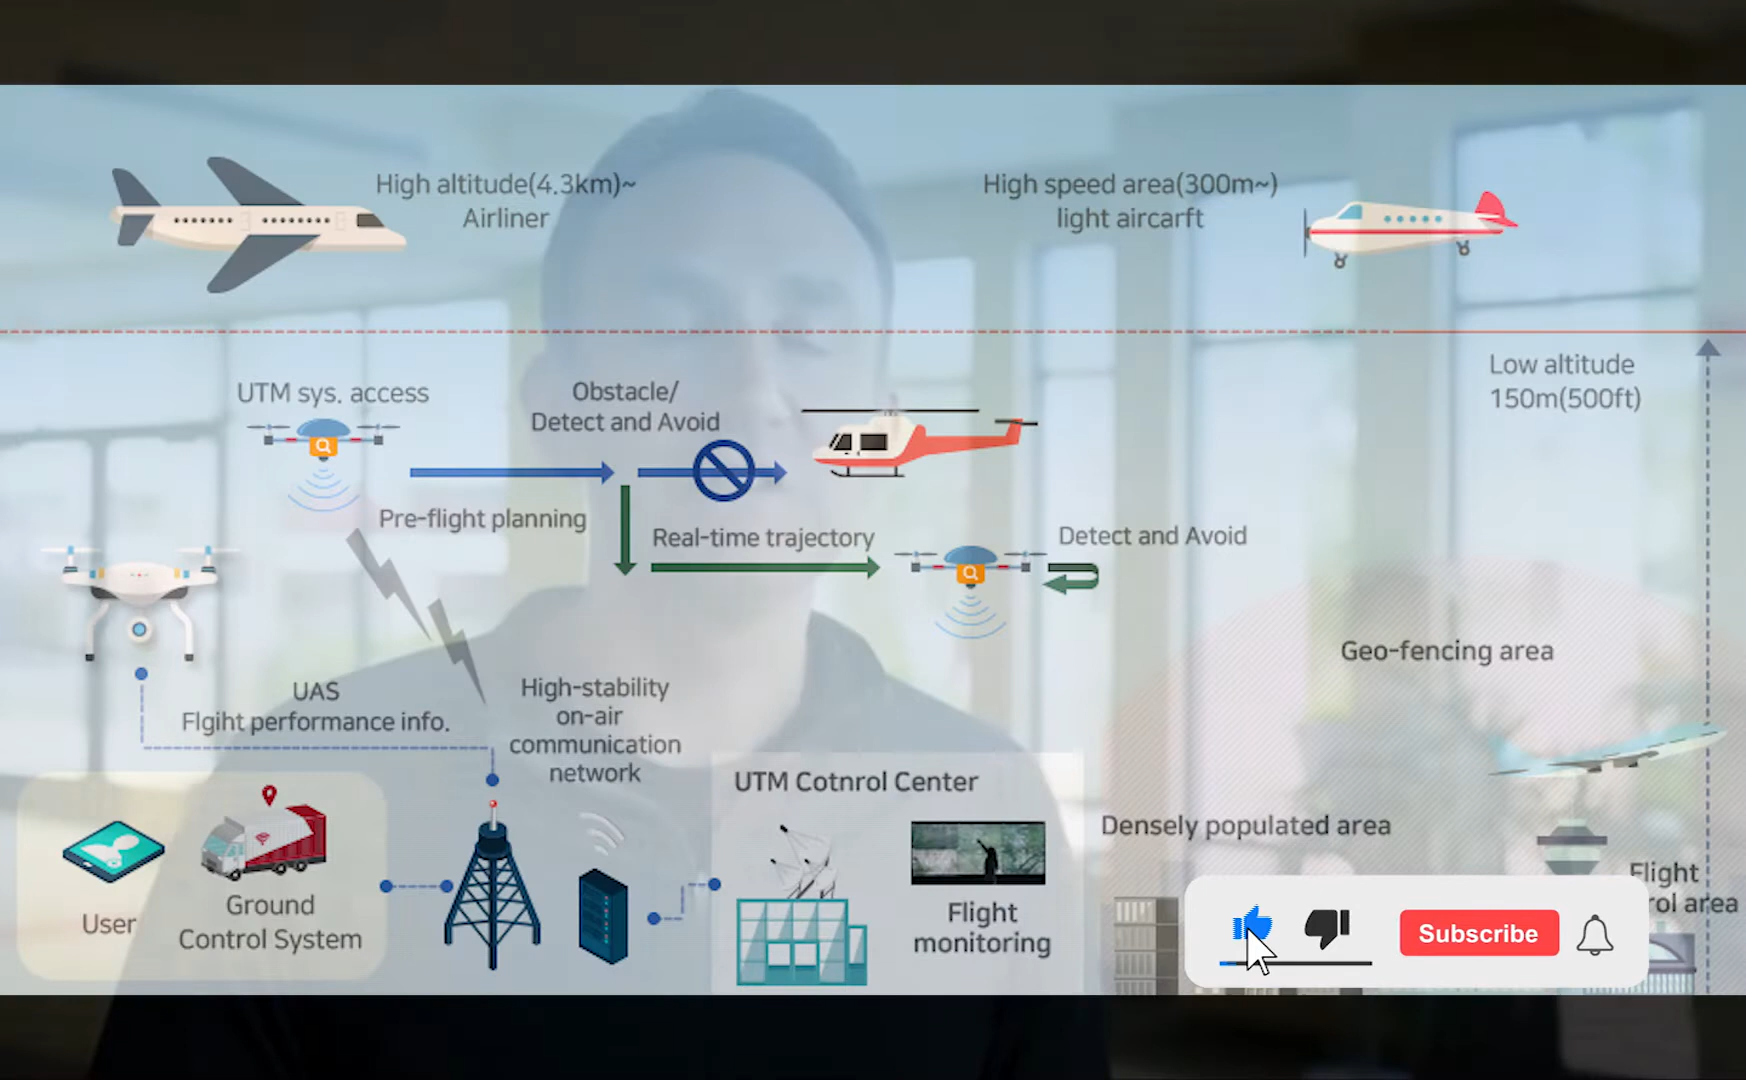 High altitude(4.3km)~
Airliner
High speed area(300m~)
light aircarft
Low altitude
150m(500ft)
UTM sys. access
Obstacle/
Detect and Avoid
Pre-flight planning
Real-time trajectory
Detect and Avoid
Geo-fencing area
UAS
Flgiht performance info.
High-stability
on-air
communication
network
UTM Cotnrol Center
Densely populated area
Flight
rol area
User
Ground
Control System
Flight
monitoring
Subscribe